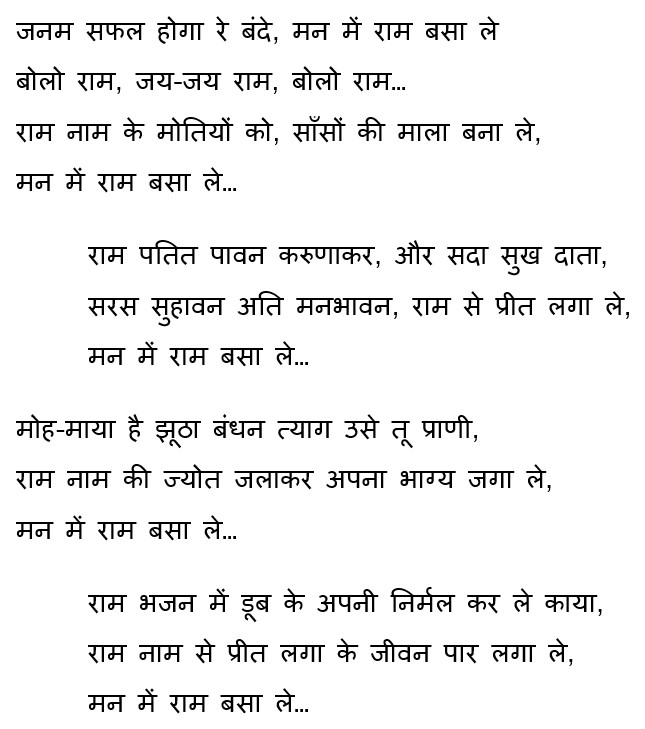 जनम सफल होगा रे बंदे, मन में राम बसा ले
बोलो राम, जय-जय राम, बोलो राम...
राम नाम के मोतियों को, साँसों की माला बना ले,
मन में राम बसा ले...
राम पतित पावन करुणाकर, और सदा सुख दाता,
सरस सुहावन अति मनभावन, राम से प्रीत लगा ले,
मन में राम बसा ले...
मोह-माया है झूठा बंधन त्याग उसे तू प्राणी,
राम नाम की ज्योत जलाकर अपना भाग्य जगा ले,
मन में राम बसा ले...
राम भजन में डूब के अपनी निर्मल कर ले काया,
राम नाम से प्रीत लगा के जीवन पार लगा ले,
मन में राम बसा ले...